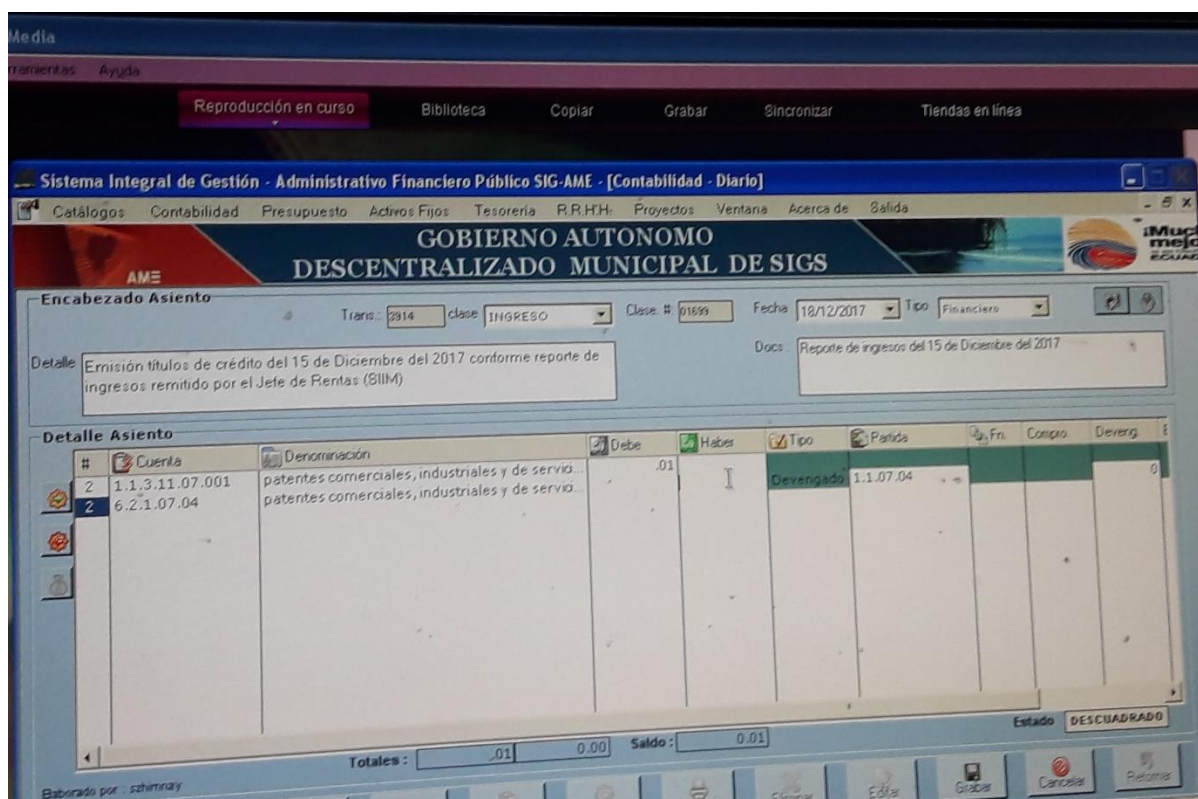 Media
rramientas Ayuda
Reproducción en curso Biblioteca Copiar Grabar Sincronizar Tiendas en línea
Sistema Integral de Gestión - Administrativo Financiero Público SIG-AME - [Contabilidad - Diario]
Catálogos Contabilidad Presupuesto Activos Fijos Tesorería R.R.H.H. Proyectos Ventana Acerca de Salida
GOBIERNO AUTONOMO
DESCENTRALIZADO MUNICIPAL DE SIGS
AME
¡Much
mejo
ECUAD
Encabezado Asiento
Trans.: 3914 clase INGRESO Clase. #: 01699 Fecha 18/12/2017 Tipo Financiero
Detalle Emisión títulos de crédito del 15 de Diciembre del 2017 conforme reporte de
ingresos remitido por el Jefe de Rentas (SIIM)
Docs.: Reporte de ingresos del 15 de Diciembre del 2017
Detalle Asiento
# Cuenta Denominación Debe Haber Tipo Partida Fn. Compro. Deveng. E
2 1.1.3.11.07.001 patentes comerciales, industriales y de servici... .01
2 6.2.1.07.04 patentes comerciales, industriales y de servici... Devengado 1.1.07.04 0
Estado DESCUADRADO
Totales : .01 0.00 Saldo : 0.01
Elaborado por : szhimnay
Eliminar Editar Grabar Cancelar Retornar